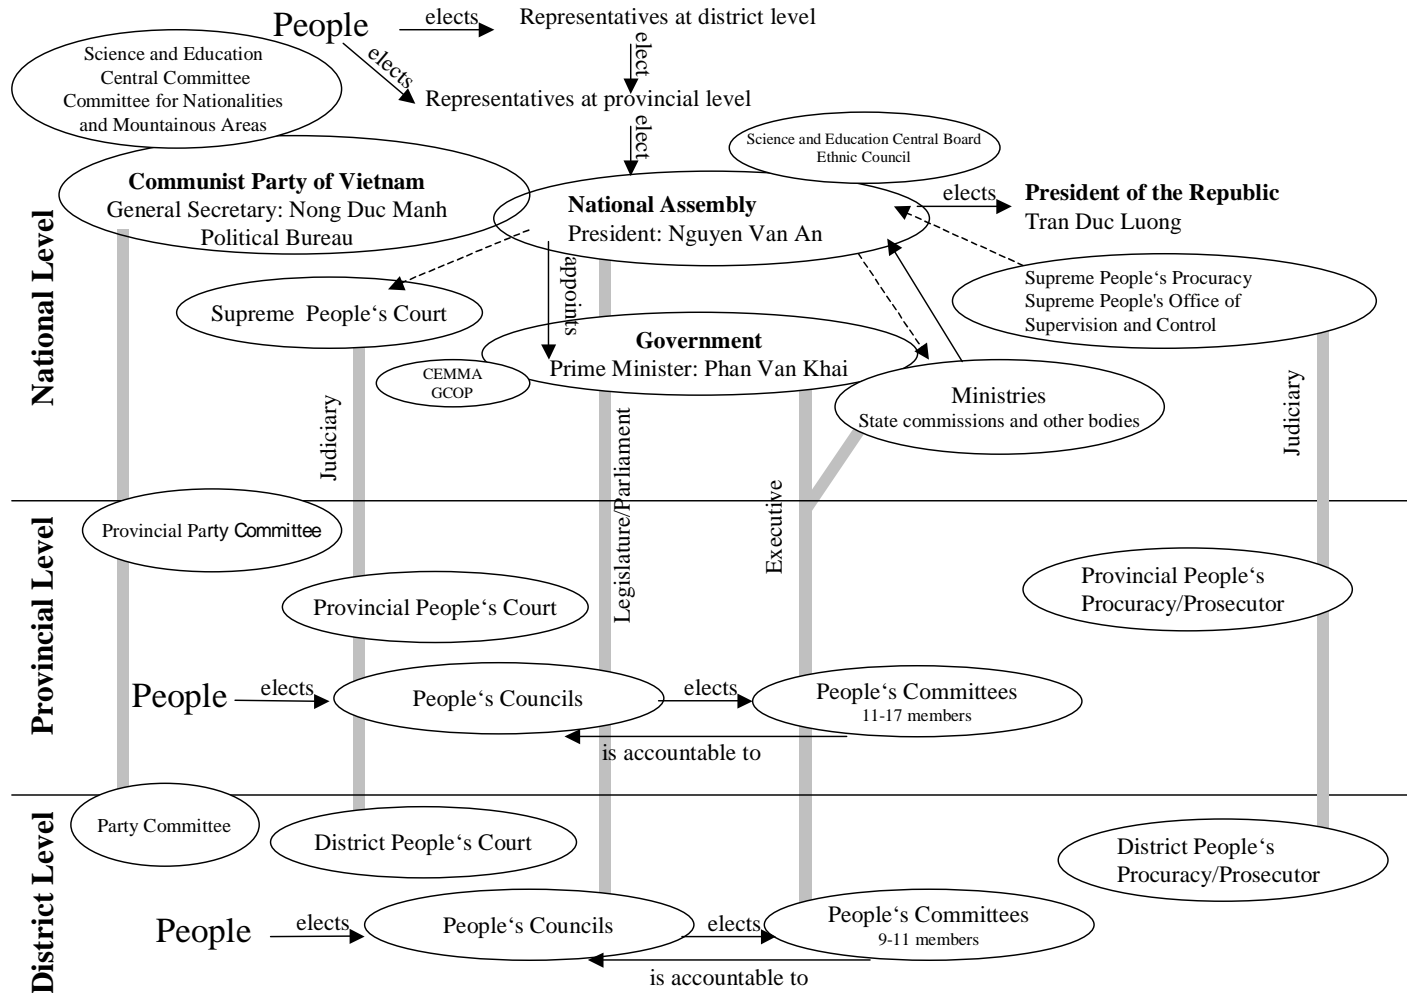 People
elects
Representatives at district level
elects
elect
Science and Education
Central Committee
Committee for Nationalities
and Mountainous Areas
Representatives at provincial level
elect
Science and Education Central Board
Ethnic Council
National Level
Communist Party of Vietnam
General Secretary: Nong Duc Manh
Political Bureau
National Assembly
President: Nguyen Van An
elects
President of the Republic
Tran Duc Luong
appoints
Supreme People‘s Court
Supreme People‘s Procuracy
Supreme People's Office of
Supervision and Control
Government
Prime Minister: Phan Van Khai
CEMMA
GCOP
Ministries
State commissions and other bodies
Judiciary
Legislature/Parliament
Executive
Judiciary
Provincial Level
Provincial Party Committee
Provincial People‘s Court
Provincial People‘s
Procuracy/Prosecutor
People
elects
People‘s Councils
elects
People‘s Committees
11-17 members
is accountable to
District Level
Party Committee
District People‘s Court
District People‘s
Procuracy/Prosecutor
People
elects
People‘s Councils
elects
People‘s Committees
9-11 members
is accountable to